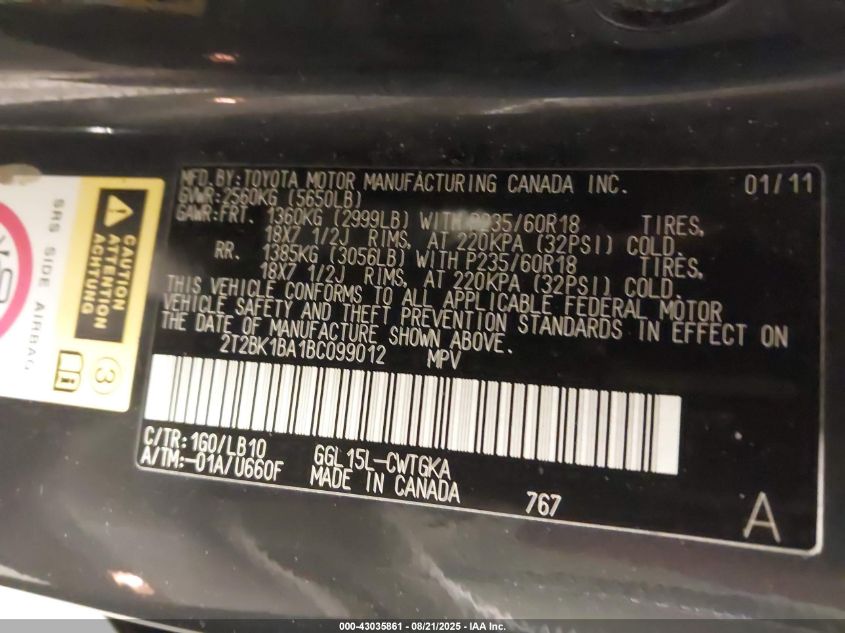 MFD.BY:TOYOTA MOTOR MANUFACTURING CANADA INC. 01/11
GVWR:2560KG (5650LB)
GAWR:FRT. 1360KG (2999LB) WITH P235/60R18 TIRES,
18X7 1/2J RIMS, AT 220KPA (32PSI) COLD.
RR. 1385KG (3056LB) WITH P235/60R18 TIRES,
18X7 1/2J RIMS, AT 220KPA (32PSI) COLD.
THIS VEHICLE CONFORMS TO ALL APPLICABLE FEDERAL MOTOR
VEHICLE SAFETY AND THEFT PREVENTION STANDARDS IN EFFECT ON
THE DATE OF MANUFACTURE SHOWN ABOVE.
2T2BK1BA1BC099012 MPV
C/TR:1G0/LB10 GGL15L-CWTGKA
A/TM:-01A/U660F MADE IN CANADA 767
A
SRS SIDE AIRBAG
CAUTION
ATTENTION
ACHTUNG
3
000-43035861 - 08/21/2025 - IAA Inc.